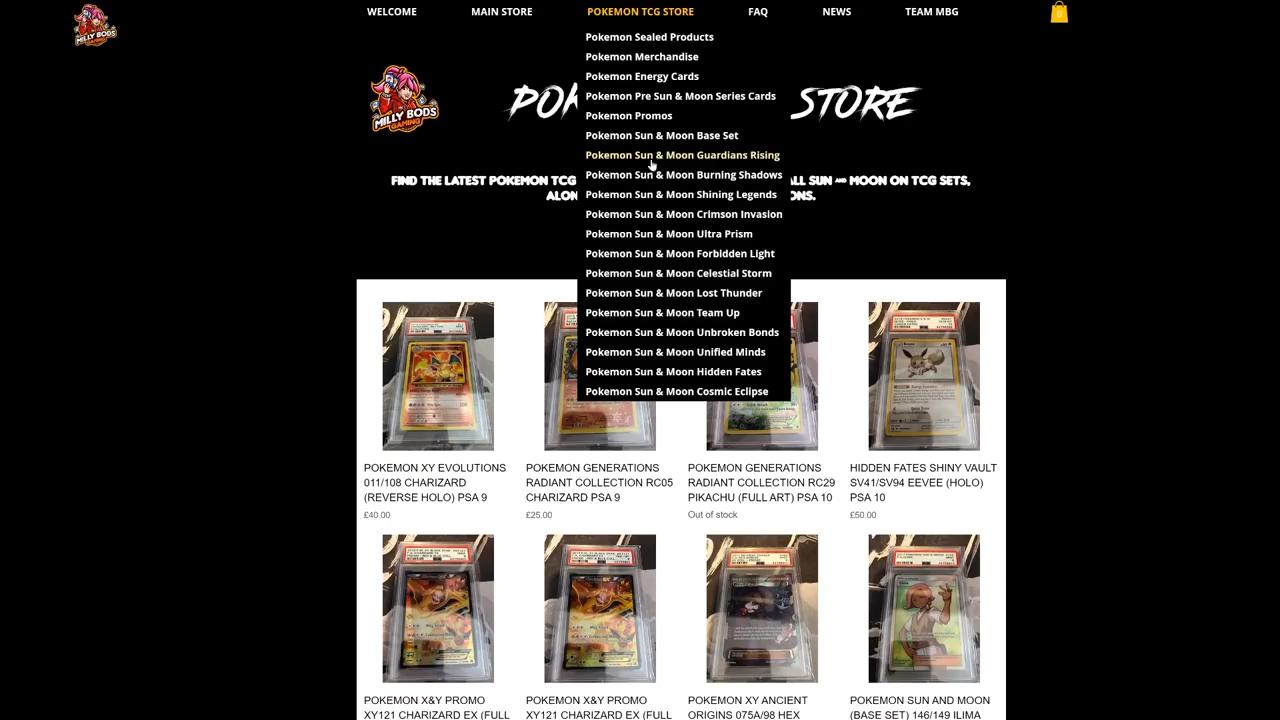 WELCOME
MAIN STORE
POKEMON TCG STORE
FAQ
NEWS
TEAM MBG
0
MILLY BODS
GAMING
Pokemon Sealed Products
Pokemon Merchandise
Pokemon Energy Cards
Pokemon Pre Sun & Moon Series Cards
Pokemon Promos
Pokemon Sun & Moon Base Set
Pokemon Sun & Moon Guardians Rising
Pokemon Sun & Moon Burning Shadows
Pokemon Sun & Moon Shining Legends
Pokemon Sun & Moon Crimson Invasion
Pokemon Sun & Moon Ultra Prism
Pokemon Sun & Moon Forbidden Light
Pokemon Sun & Moon Celestial Storm
Pokemon Sun & Moon Lost Thunder
Pokemon Sun & Moon Team Up
Pokemon Sun & Moon Unbroken Bonds
Pokemon Sun & Moon Unified Minds
Pokemon Sun & Moon Hidden Fates
Pokemon Sun & Moon Cosmic Eclipse
MILLY BODS
GAMING
POK STORE
FIND THE LATEST POKEMON TCG ALL SUN AND MOON ON TCG SETS,
ALON ONS.
POKEMON XY EVOLUTIONS
011/108 CHARIZARD
(REVERSE HOLO) PSA 9
£40.00
POKEMON GENERATIONS
RADIANT COLLECTION RC05
CHARIZARD PSA 9
£25.00
POKEMON GENERATIONS
RADIANT COLLECTION RC29
PIKACHU (FULL ART) PSA 10
Out of stock
HIDDEN FATES SHINY VAULT
SV41/SV94 EEVEE (HOLO)
PSA 10
£50.00
POKEMON X&Y PROMO
XY121 CHARIZARD EX (FULL
POKEMON X&Y PROMO
XY121 CHARIZARD EX (FULL
POKEMON XY ANCIENT
ORIGINS 075A/98 HEX
POKEMON SUN AND MOON
(BASE SET) 146/149 ILIMA